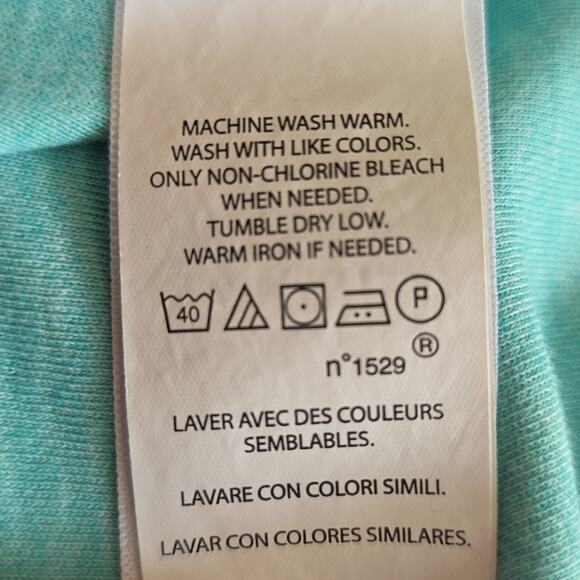 MACHINE WASH WARM.
WASH WITH LIKE COLORS.
ONLY NON-CHLORINE BLEACH
WHEN NEEDED.
TUMBLE DRY LOW.
WARM IRON IF NEEDED.
40 P
n°1529 ®
LAVER AVEC DES COULEURS
SEMBLABLES.
LAVARE CON COLORI SIMILI.
LAVAR CON COLORES SIMILARES.